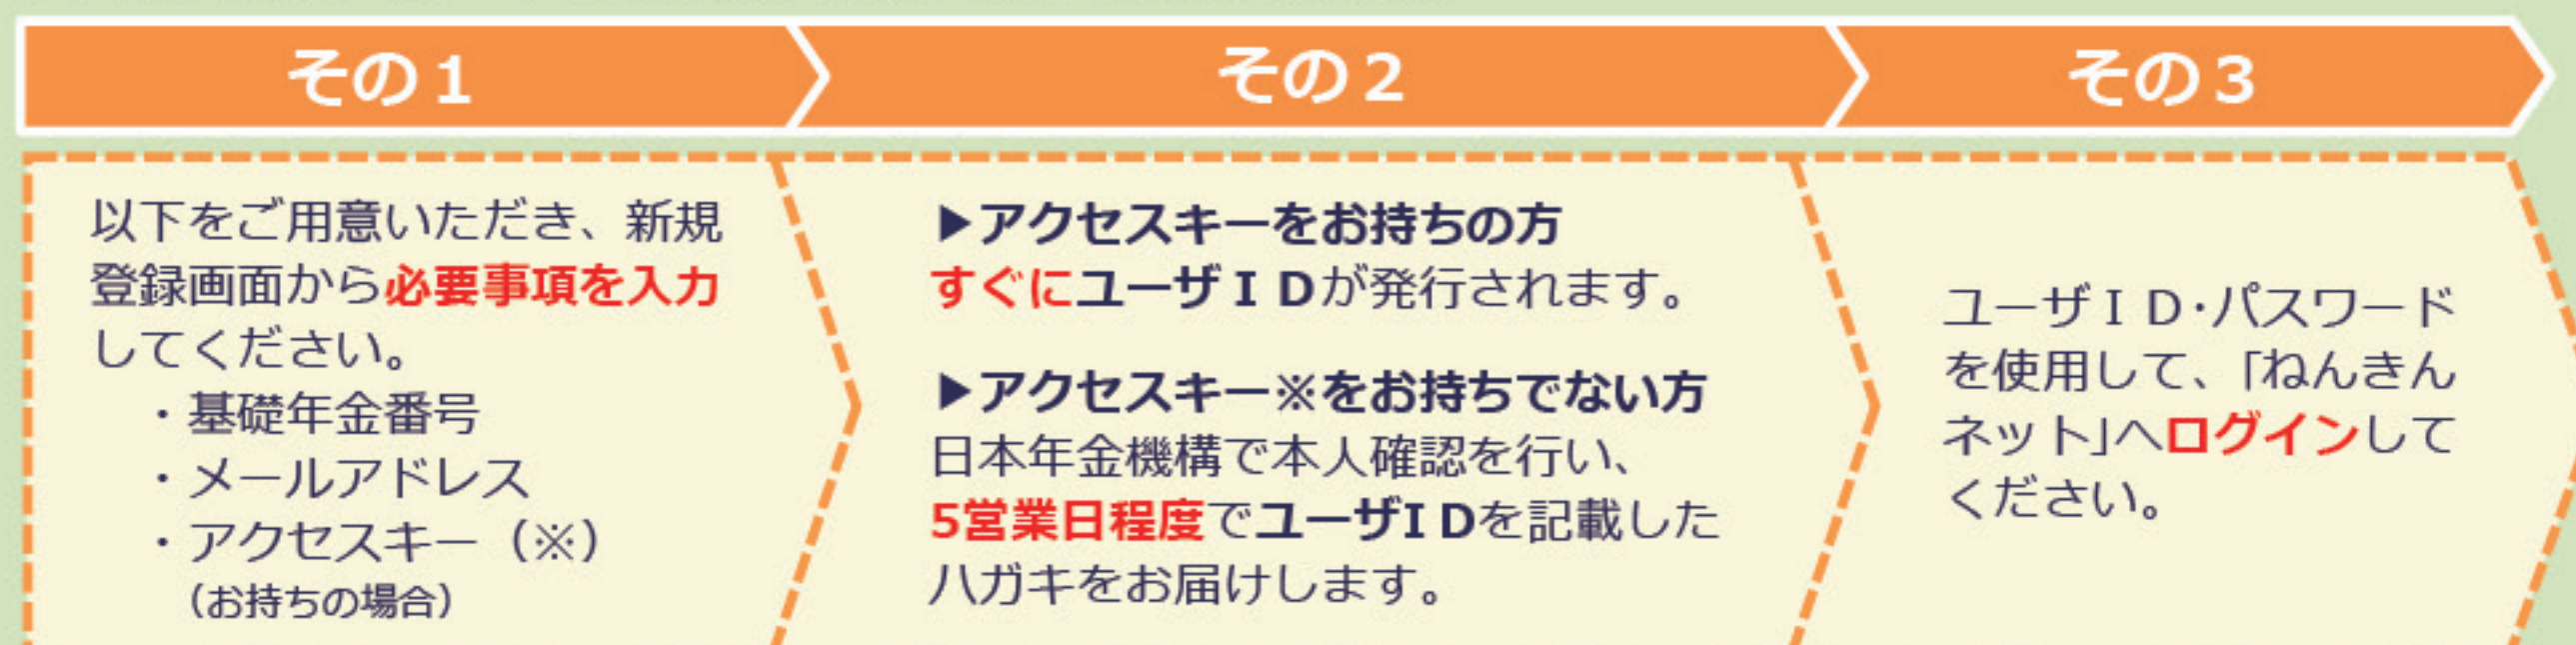 その１
その２
その３
以下をご用意いただき、新規
登録画面から必要事項を入力
してください。
・基礎年金番号
・メールアドレス
・アクセスキー（※）
（お持ちの場合）
▶アクセスキーをお持ちの方
すぐにユーザＩＤが発行されます。
▶アクセスキー※をお持ちでない方
日本年金機構で本人確認を行い、
5営業日程度でユーザIDを記載した
ハガキをお届けします。
ユーザＩＤ・パスワード
を使用して、「ねんきん
ネット」へログインして
ください。